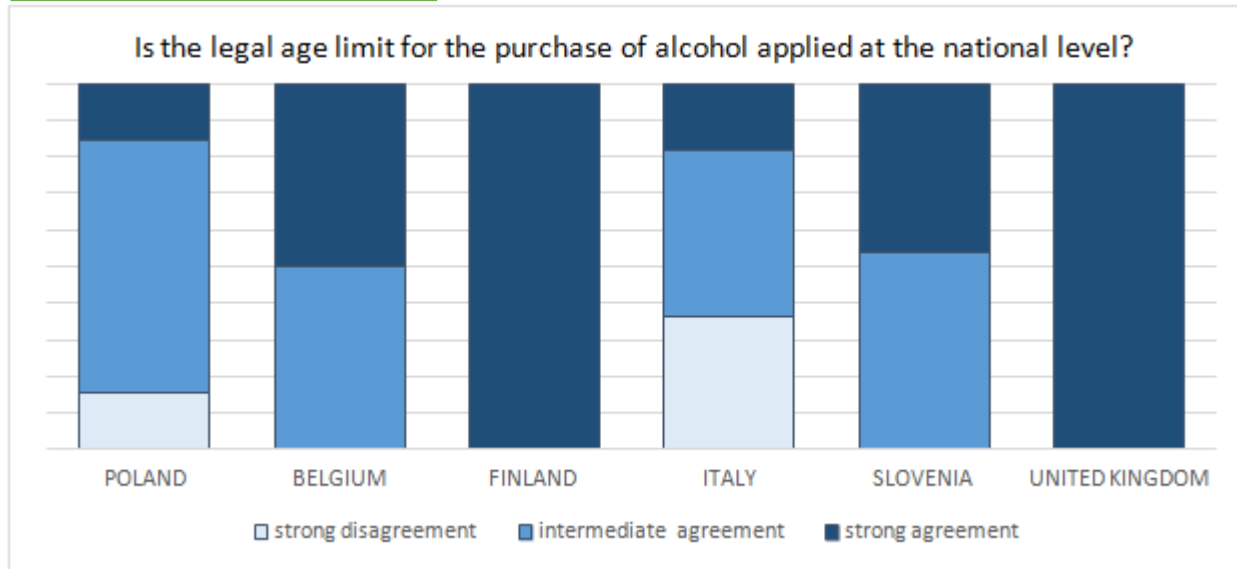 Is the legal age limit for the purchase of alcohol applied at the national level?
POLAND BELGIUM FINLAND ITALY SLOVENIA UNITED KINGDOM
strong disagreement intermediate agreement strong agreement